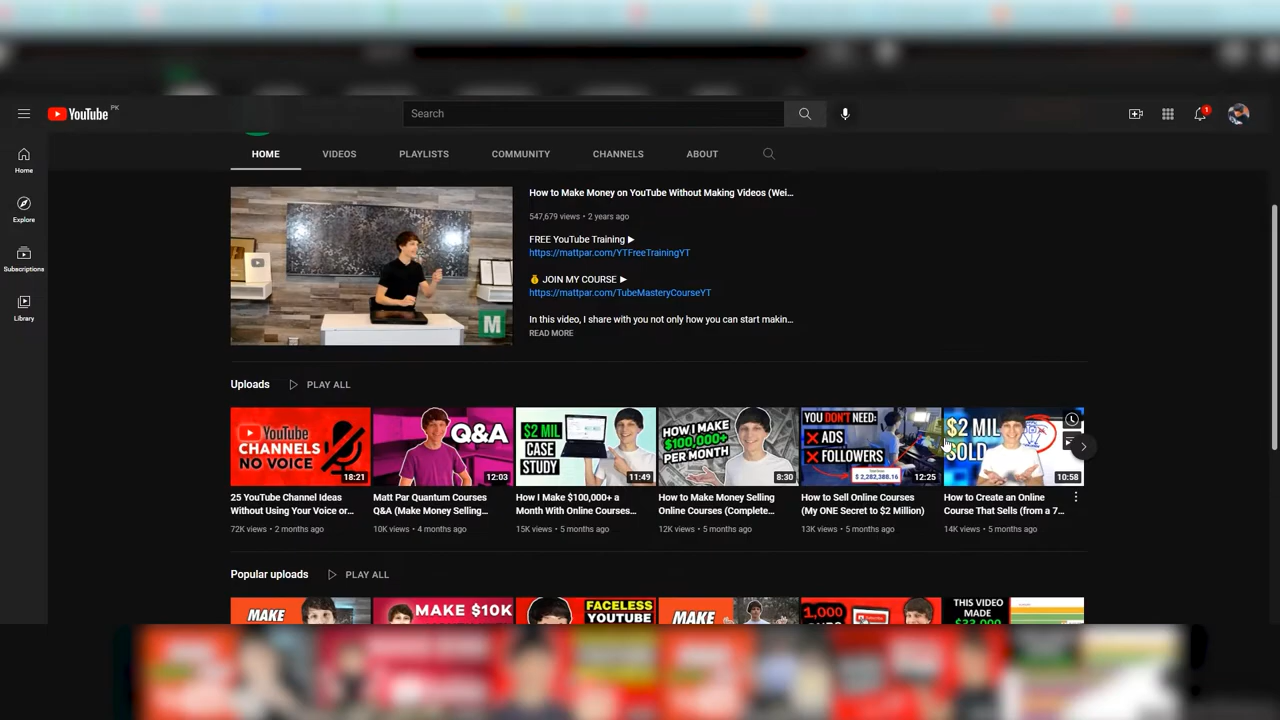 YouTube PK
Search
1
Home
Explore
Subscriptions
Library
HOME VIDEOS PLAYLISTS COMMUNITY CHANNELS ABOUT
How to Make Money on YouTube Without Making Videos (Wei...
547,679 views • 2 years ago
FREE YouTube Training ▶
https://mattpar.com/YTFreeTrainingYT
💰 JOIN MY COURSE ▶
https://mattpar.com/TubeMasteryCourseYT
In this video, I share with you not only how you can start makin...
READ MORE
M
Uploads PLAY ALL
YouTube
CHANNELS
NO VOICE
18:21
25 YouTube Channel Ideas
Without Using Your Voice or...
72K views • 2 months ago
Q&A
12:03
Matt Par Quantum Courses
Q&A (Make Money Selling...
10K views • 4 months ago
$2 MIL
CASE
STUDY
11:49
How I Make $100,000+ a
Month With Online Courses...
15K views • 5 months ago
HOW I MAKE
$100,000+
PER MONTH
8:30
How to Make Money Selling
Online Courses (Complete...
12K views • 5 months ago
YOU DON'T NEED:
X ADS
X FOLLOWERS
$ 2,282,388.16
12:25
How to Sell Online Courses
(My ONE Secret to $2 Million)
13K views • 5 months ago
$2 MIL
SOLD
10:58
How to Create an Online
Course That Sells (from a 7...
14K views • 5 months ago
Popular uploads PLAY ALL
MAKE
MAKE $10K
FACELESS
YOUTUBE
MAKE
1,000
THIS VIDEO
MADE